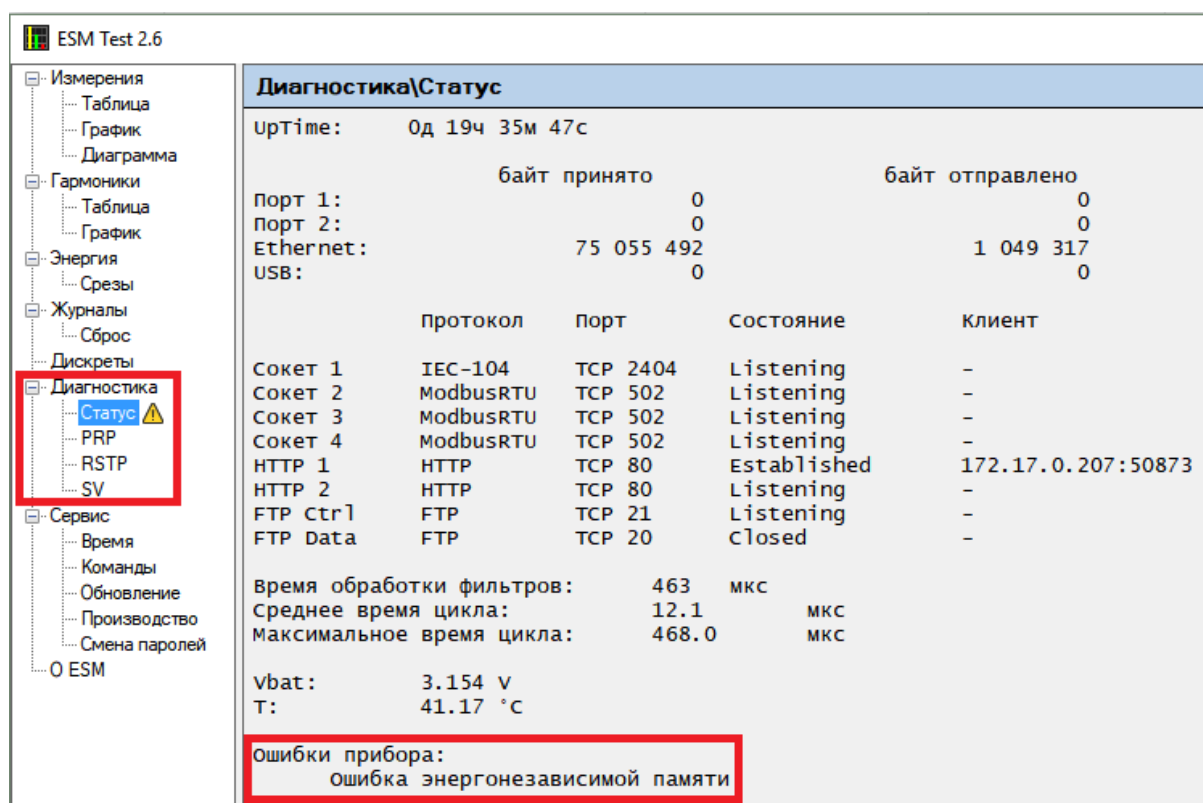 ESM Test 2.6
Измерения
Таблица
График
Диаграмма
Гармоники
Таблица
График
Энергия
Срезы
Журналы
Сброс
Дискреты
Диагностика
Статус
PRP
RSTP
SV
Сервис
Время
Команды
Обновление
Производство
Смена паролей
О ESM
Диагностика\Статус
UpTime: 0д 19ч 35м 47с
байт принято байт отправлено
Порт 1: 0 0
Порт 2: 0 0
Ethernet: 75 055 492 1 049 317
USB: 0 0
Протокол Порт Состояние Клиент
Сокет 1 IEC-104 TCP 2404 Listening –
Сокет 2 ModbusRTU TCP 502 Listening –
Сокет 3 ModbusRTU TCP 502 Listening –
Сокет 4 ModbusRTU TCP 502 Listening –
HTTP 1 HTTP TCP 80 Established 172.17.0.207:50873
HTTP 2 HTTP TCP 80 Listening –
FTP Ctrl FTP TCP 21 Listening –
FTP Data FTP TCP 20 Closed –
Время обработки фильтров: 463 мкс
Среднее время цикла: 12.1 мкс
Максимальное время цикла: 468.0 мкс
Vbat: 3.154 V
T: 41.17 °C
Ошибки прибора:
Ошибка энергонезависимой памяти